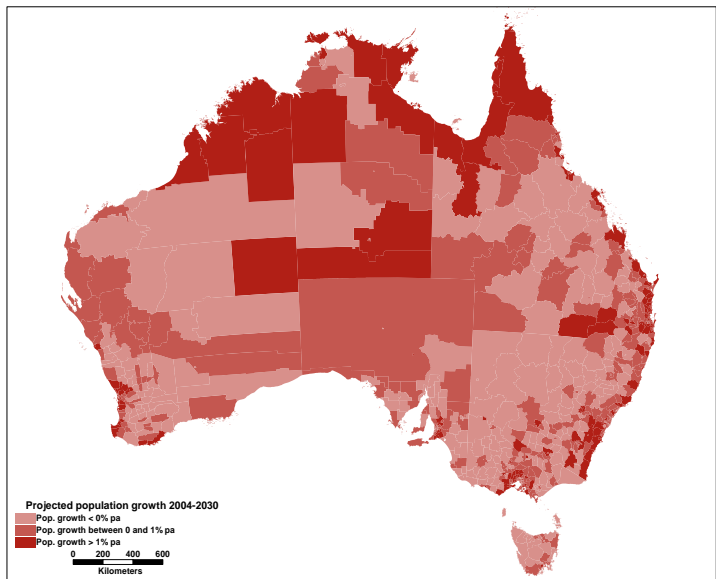 Projected population growth 2004-2030
Pop. growth < 0% pa
Pop. growth between 0 and 1% pa
Pop. growth > 1% pa
0 200 400 600
Kilometers